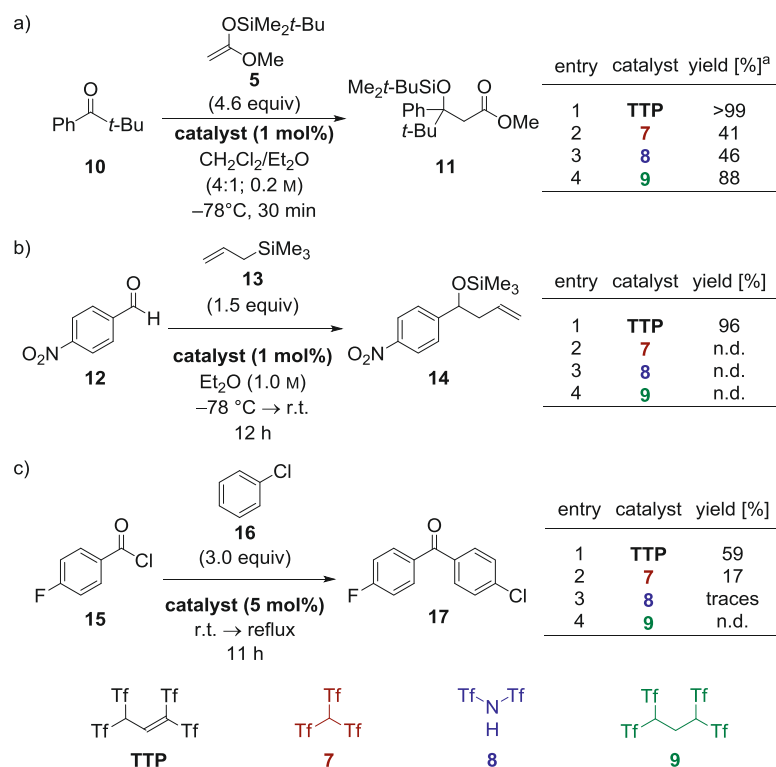 a)
OSiMe2t-Bu
OMe
5
(4.6 equiv)
catalyst (1 mol%)
CH2Cl2/Et2O
(4:1; 0.2 M)
–78°C, 30 min
O
Ph t-Bu
10
Me2t-BuSiO O
Ph
t-Bu OMe
11
entry catalyst yield [%]a
1 TTP >99
2 7 41
3 8 46
4 9 88
b)
SiMe3
13
(1.5 equiv)
catalyst (1 mol%)
Et2O (1.0 M)
–78 °C → r.t.
12 h
O
H
NO2
12
OSiMe3
NO2
14
entry catalyst yield [%]
1 TTP 96
2 7 n.d.
3 8 n.d.
4 9 n.d.
c)
Cl
16
(3.0 equiv)
catalyst (5 mol%)
r.t. → reflux
11 h
O
Cl
F
15
O
F Cl
17
entry catalyst yield [%]
1 TTP 59
2 7 17
3 8 traces
4 9 n.d.
Tf Tf
Tf Tf
TTP
Tf
Tf Tf
7
Tf Tf
N
H
8
Tf Tf
Tf Tf
9